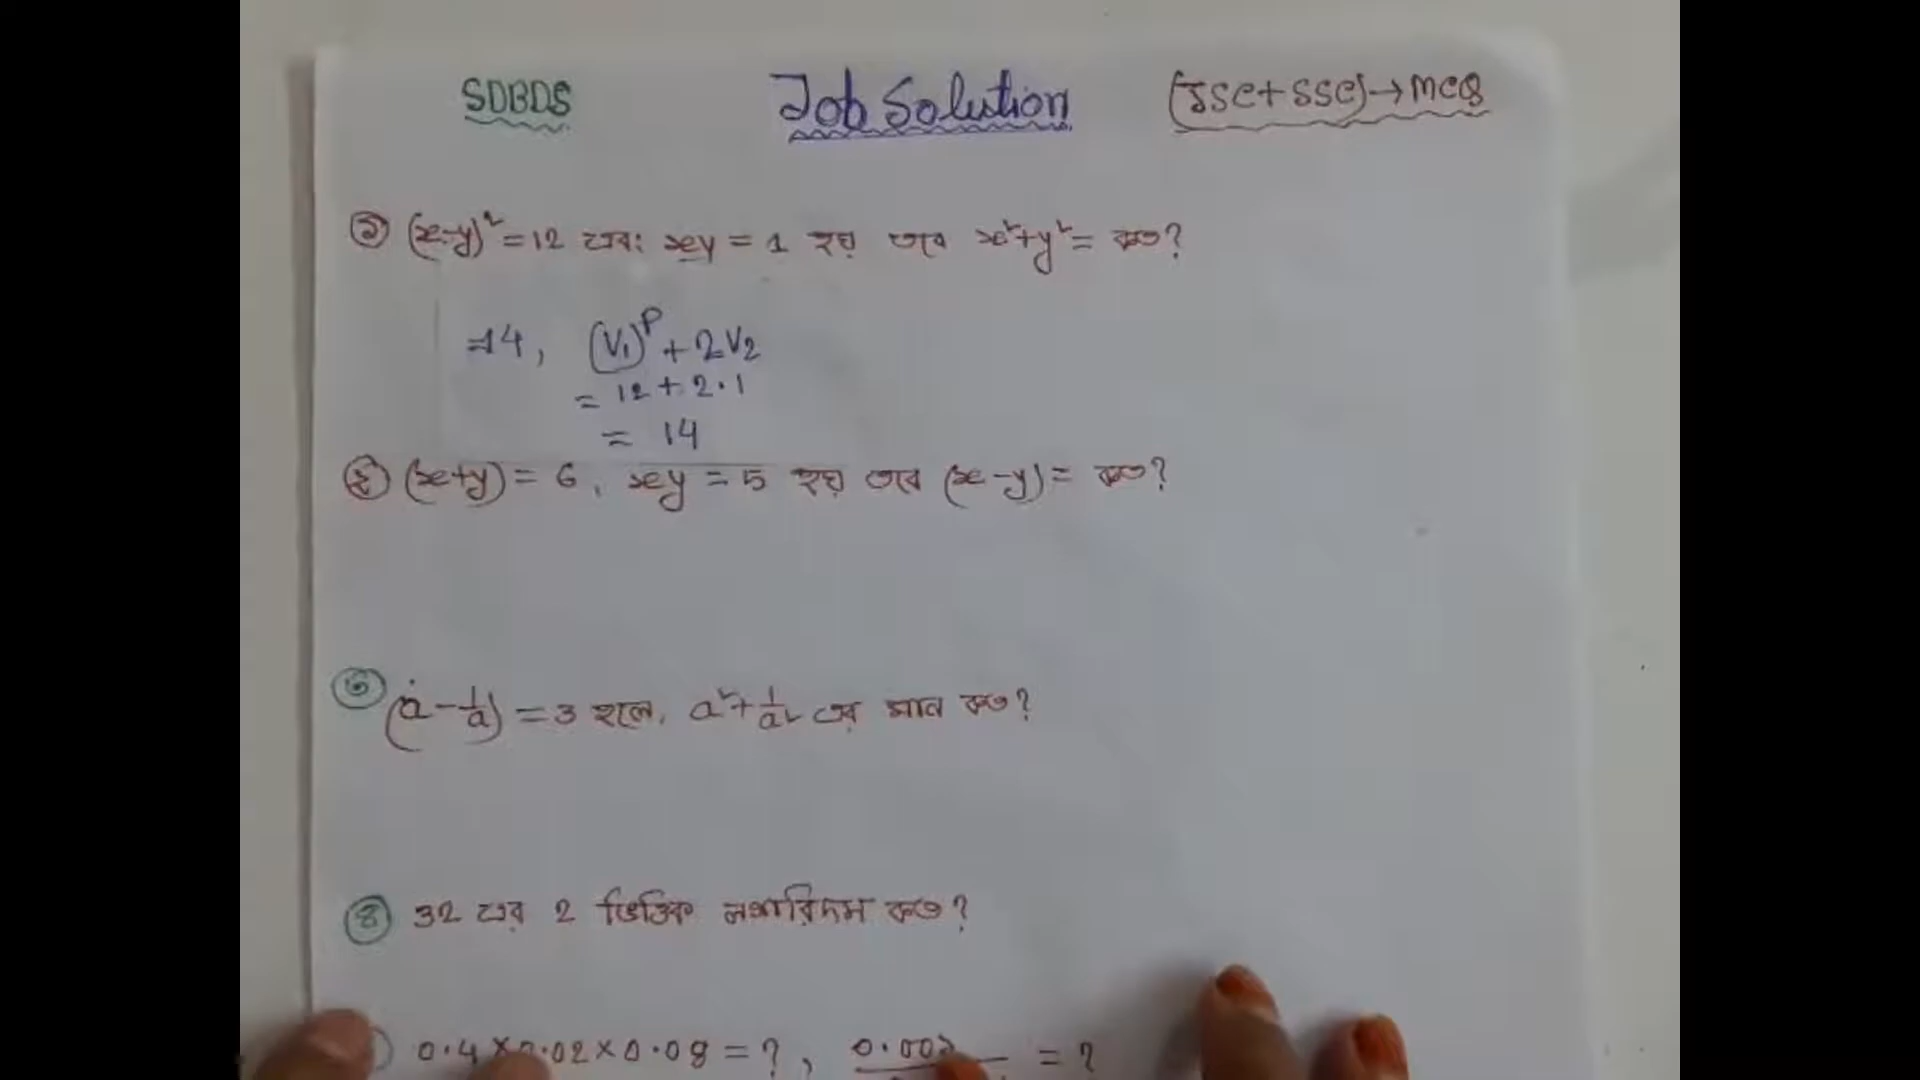 SDBDS Job Solution (JSC+SSC)→MCQ
১ (x-y)² = 12 এবং xy = 1 হয় তবে x²+y² = কত?
=14, (V₁)ᴾ + 2V₂
= 12 + 2·1
= 14
২ (x+y) = 6, xy = 5 হয় তবে (x-y) = কত?
৩ (a - 1/a) = 3 হলে, a² + 1/a² এর মান কত?
৪ 32 এর 2 ভিত্তিক লগারিদম কত?
0.4 × 0.02 × 0.08 = ?, = ?